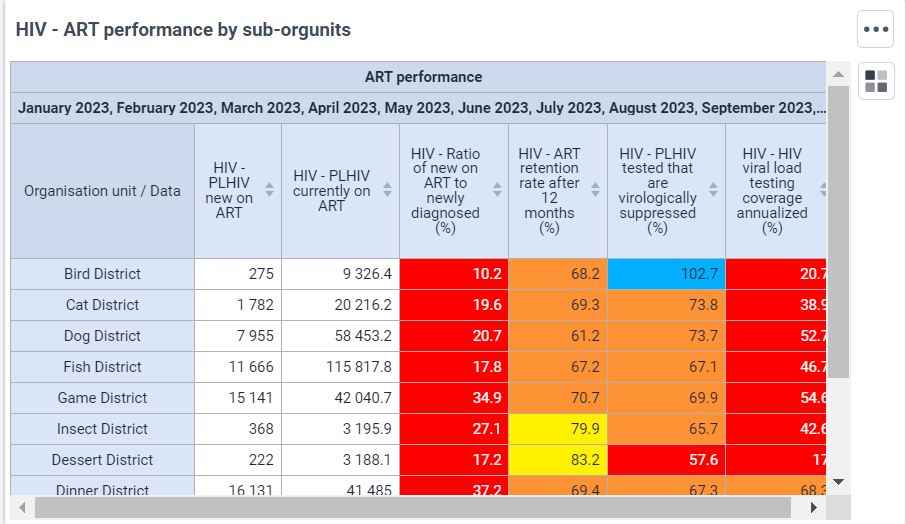 HIV - ART performance by sub-orgunits
ART performance
January 2023, February 2023, March 2023, April 2023, May 2023, June 2023, July 2023, August 2023, September 2023,...
Organisation unit / Data
HIV -
PLHIV
new on
ART
HIV - PLHIV
currently on
ART
HIV - Ratio
of new on
ART to
newly
diagnosed
(%)
HIV - ART
retention
rate after
12
months
(%)
HIV - PLHIV
tested that
are
virologically
suppressed
(%)
HIV - HIV
viral load
testing
coverage
annualized
(%)
Bird District 275 9 326.4 10.2 68.2 102.7 20.7
Cat District 1 782 20 216.2 19.6 69.3 73.8 38.9
Dog District 7 955 58 453.2 20.7 61.2 73.7 52.7
Fish District 11 666 115 817.8 17.8 67.2 67.1 46.7
Game District 15 141 42 040.7 34.9 70.7 69.9 54.6
Insect District 368 3 195.9 27.1 79.9 65.7 42.6
Dessert District 222 3 188.1 17.2 83.2 57.6 17
Dinner District 16 131 41 485 37.2 69.4 67.3 68.3